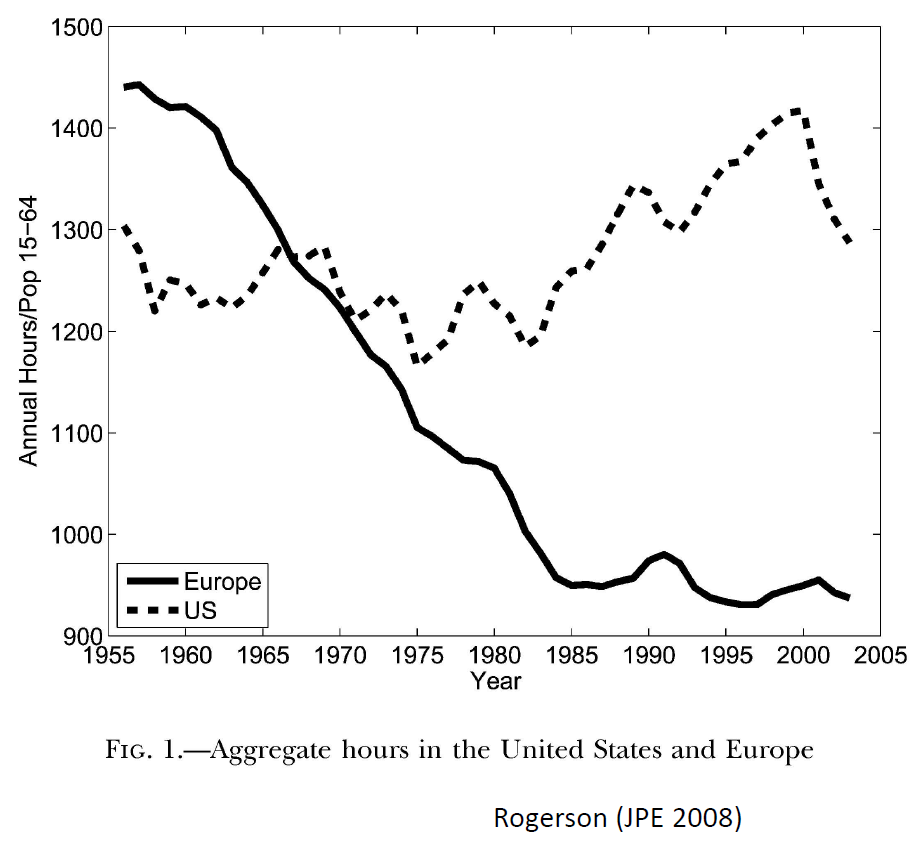 1500
1400
1300
1200
1100
1000
900
Annual Hours/Pop 15−64
Europe
US
1955 1960 1965 1970 1975 1980 1985 1990 1995 2000 2005
Year
FIG. 1.—Aggregate hours in the United States and Europe
Rogerson (JPE 2008)